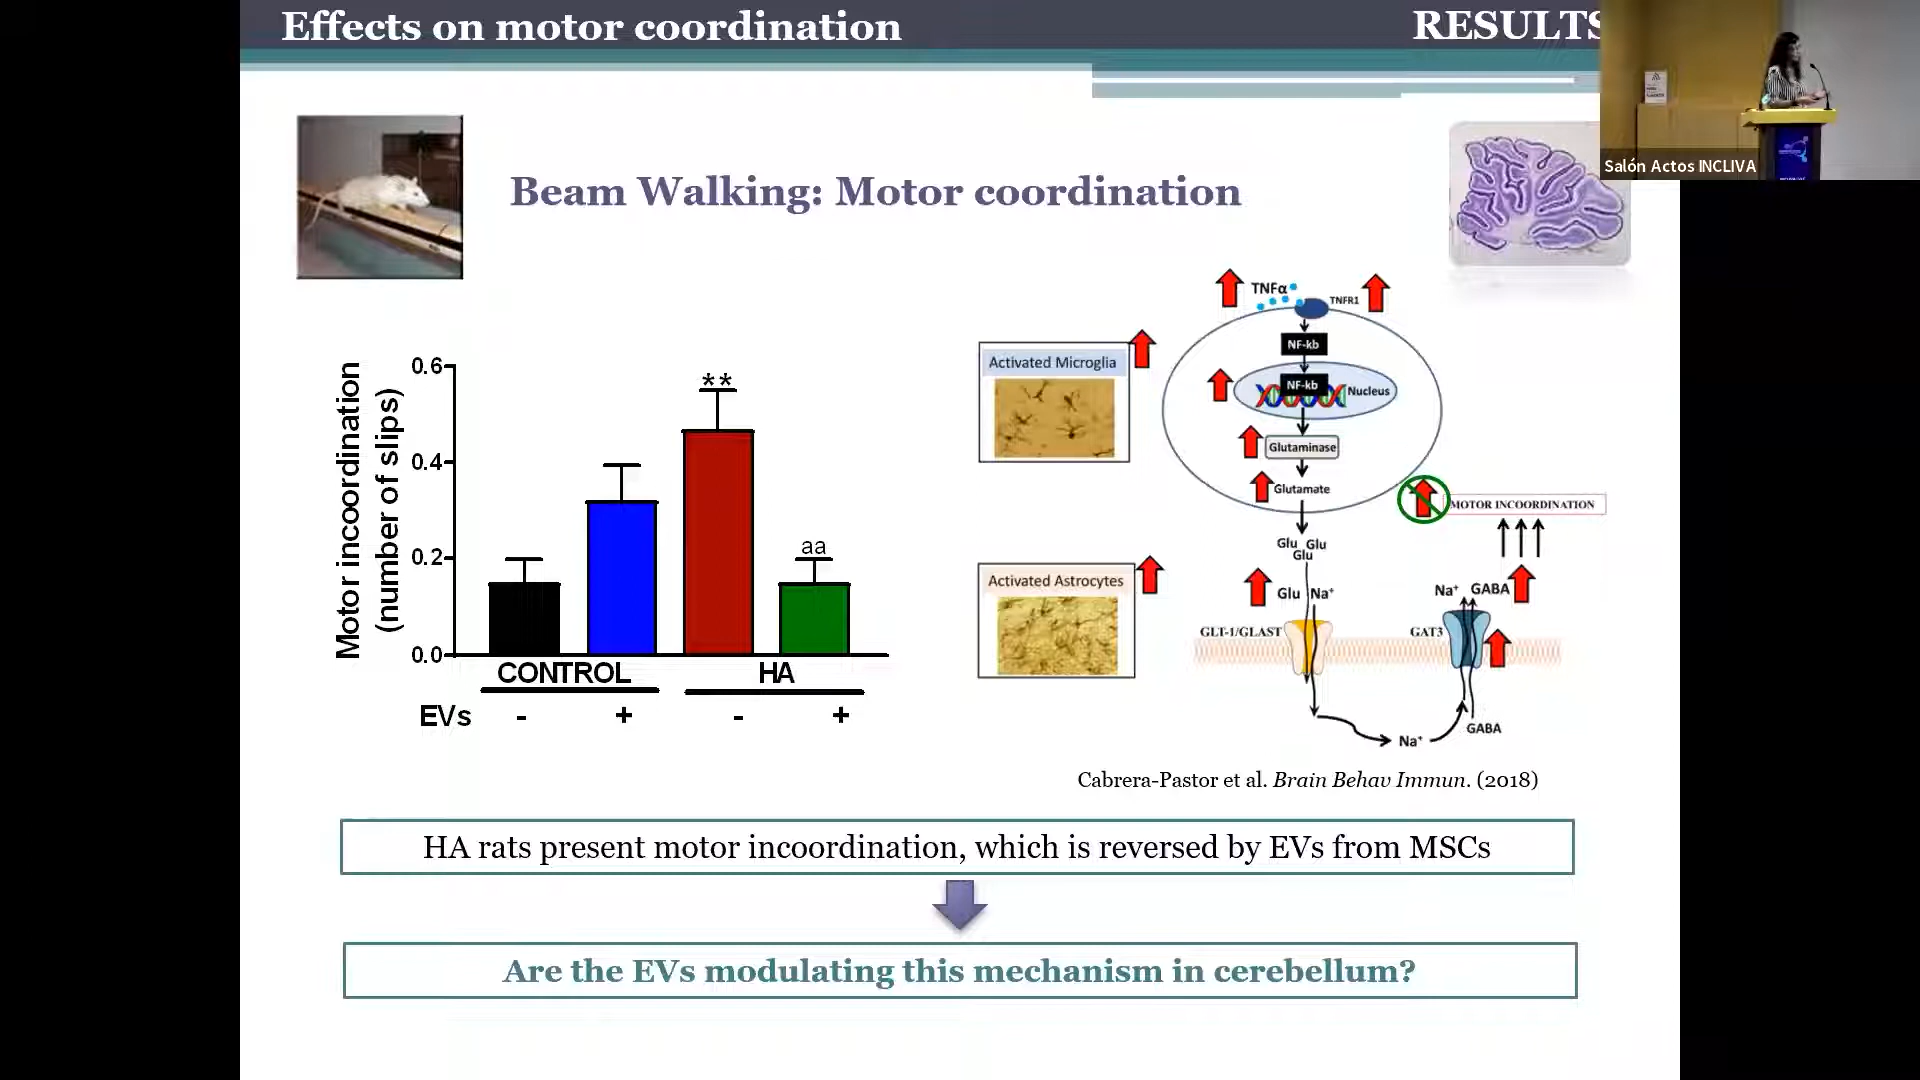 Effects on motor coordination
RESULTS
Salón Actos INCLIVA
Beam Walking: Motor coordination
Motor incoordination
(number of slips)
0.6
0.4
0.2
0.0
**
aa
CONTROL
HA
EVs - + - +
TNFα
TNFR1
NF-kb
NF-kb
Nucleus
Glutaminase
Glutamate
Glu Glu
Glu
Glu Na⁺
GLT-1/GLAST
Activated Microglia
Activated Astrocytes
MOTOR INCOORDINATION
Na⁺ GABA
GAT3
GABA
Na⁺
Cabrera-Pastor et al. Brain Behav Immun. (2018)
HA rats present motor incoordination, which is reversed by EVs from MSCs
Are the EVs modulating this mechanism in cerebellum?